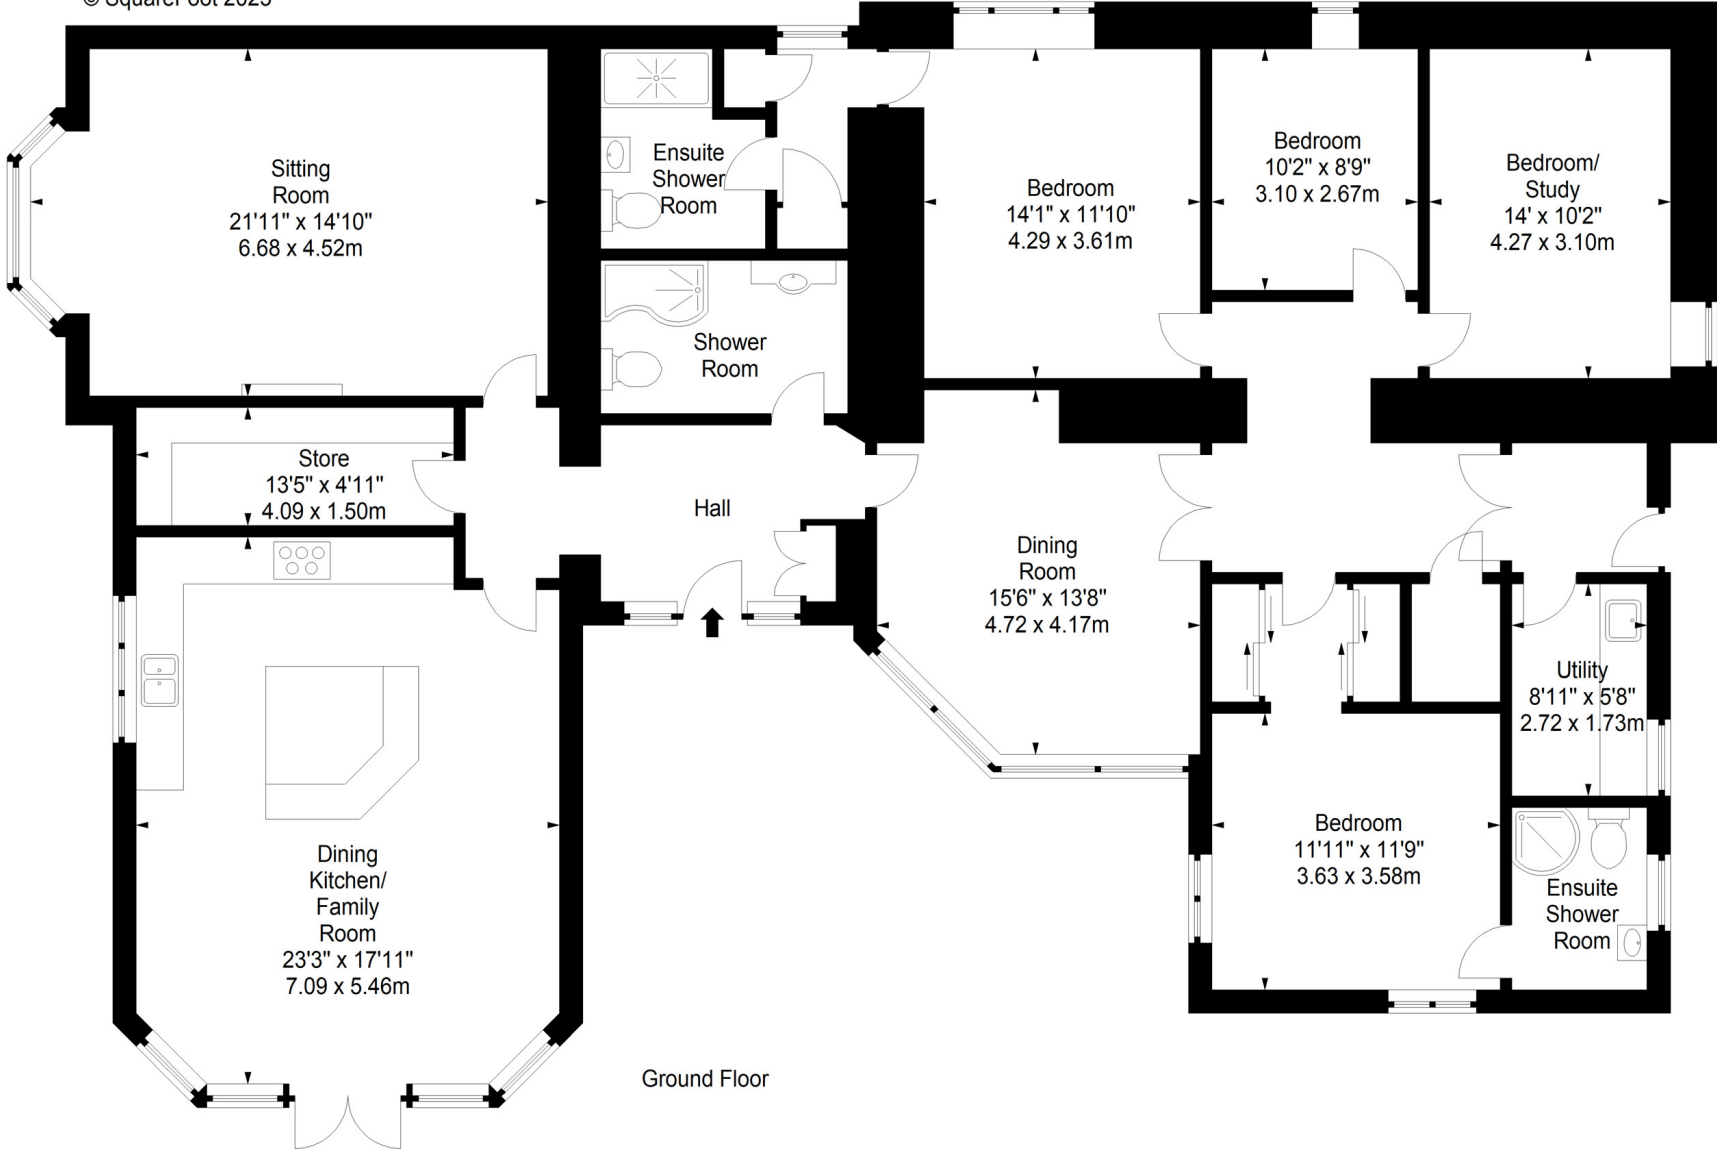 © SquareFoot 2023
Sitting
Room
21'11" x 14'10"
6.68 x 4.52m
Ensuite
Shower
Room
Bedroom
14'1" x 11'10"
4.29 x 3.61m
Bedroom
10'2" x 8'9"
3.10 x 2.67m
Bedroom/
Study
14' x 10'2"
4.27 x 3.10m
Shower
Room
Store
13'5" x 4'11"
4.09 x 1.50m
Hall
Dining
Room
15'6" x 13'8"
4.72 x 4.17m
Utility
8'11" x 5'8"
2.72 x 1.73m
Bedroom
11'11" x 11'9"
3.63 x 3.58m
Ensuite
Shower
Room
Dining
Kitchen/
Family
Room
23'3" x 17'11"
7.09 x 5.46m
Ground Floor